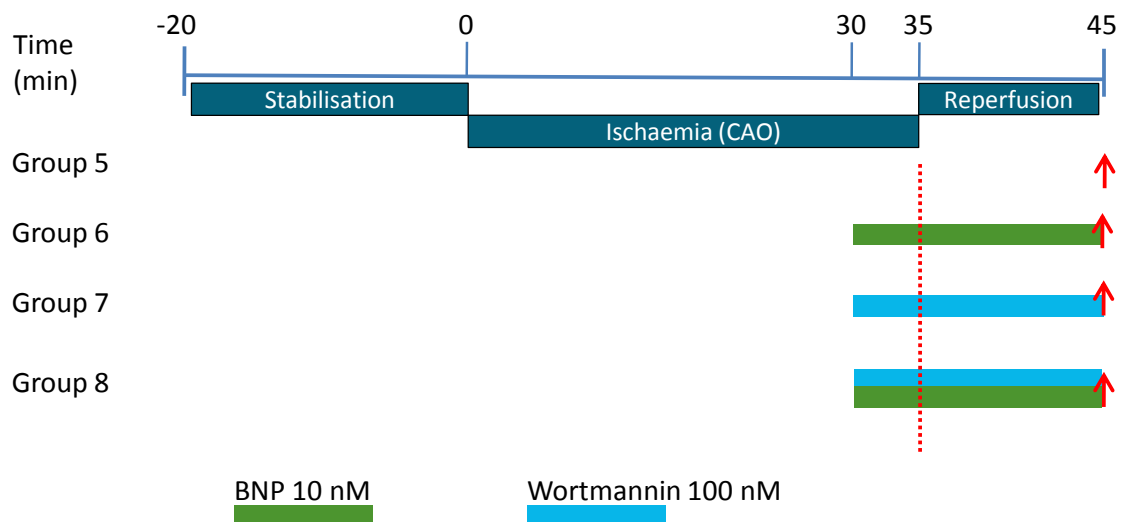 -20 0 30 35 45
Time
(min)
Stabilisation
Reperfusion
Ischaemia (CAO)
Group 5
Group 6
Group 7
Group 8
BNP 10 nM
Wortmannin 100 nM